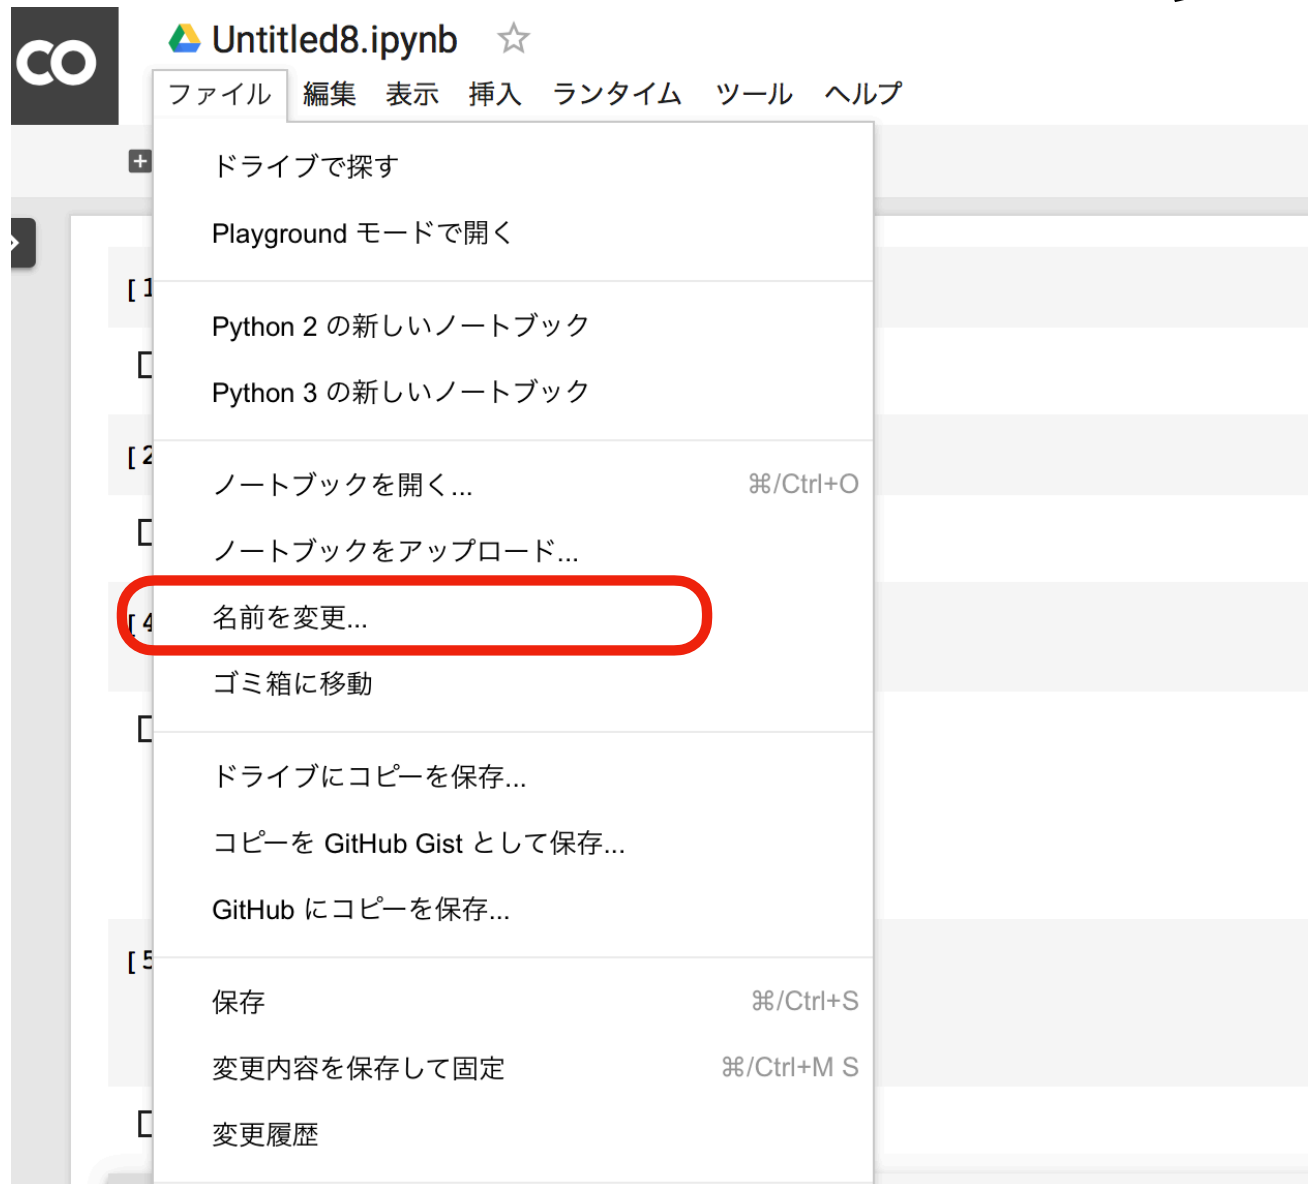 CO
Untitled8.ipynb
ファイル 編集 表示 挿入 ランタイム ツール ヘルプ
ドライブで探す
Playground モードで開く
[1
Python 2 の新しいノートブック
Python 3 の新しいノートブック
[2
ノートブックを開く... ⌘/Ctrl+O
ノートブックをアップロード...
[4 名前を変更...
ゴミ箱に移動
ドライブにコピーを保存...
コピーを GitHub Gist として保存...
GitHub にコピーを保存...
[5
保存 ⌘/Ctrl+S
変更内容を保存して固定 ⌘/Ctrl+M S
変更履歴